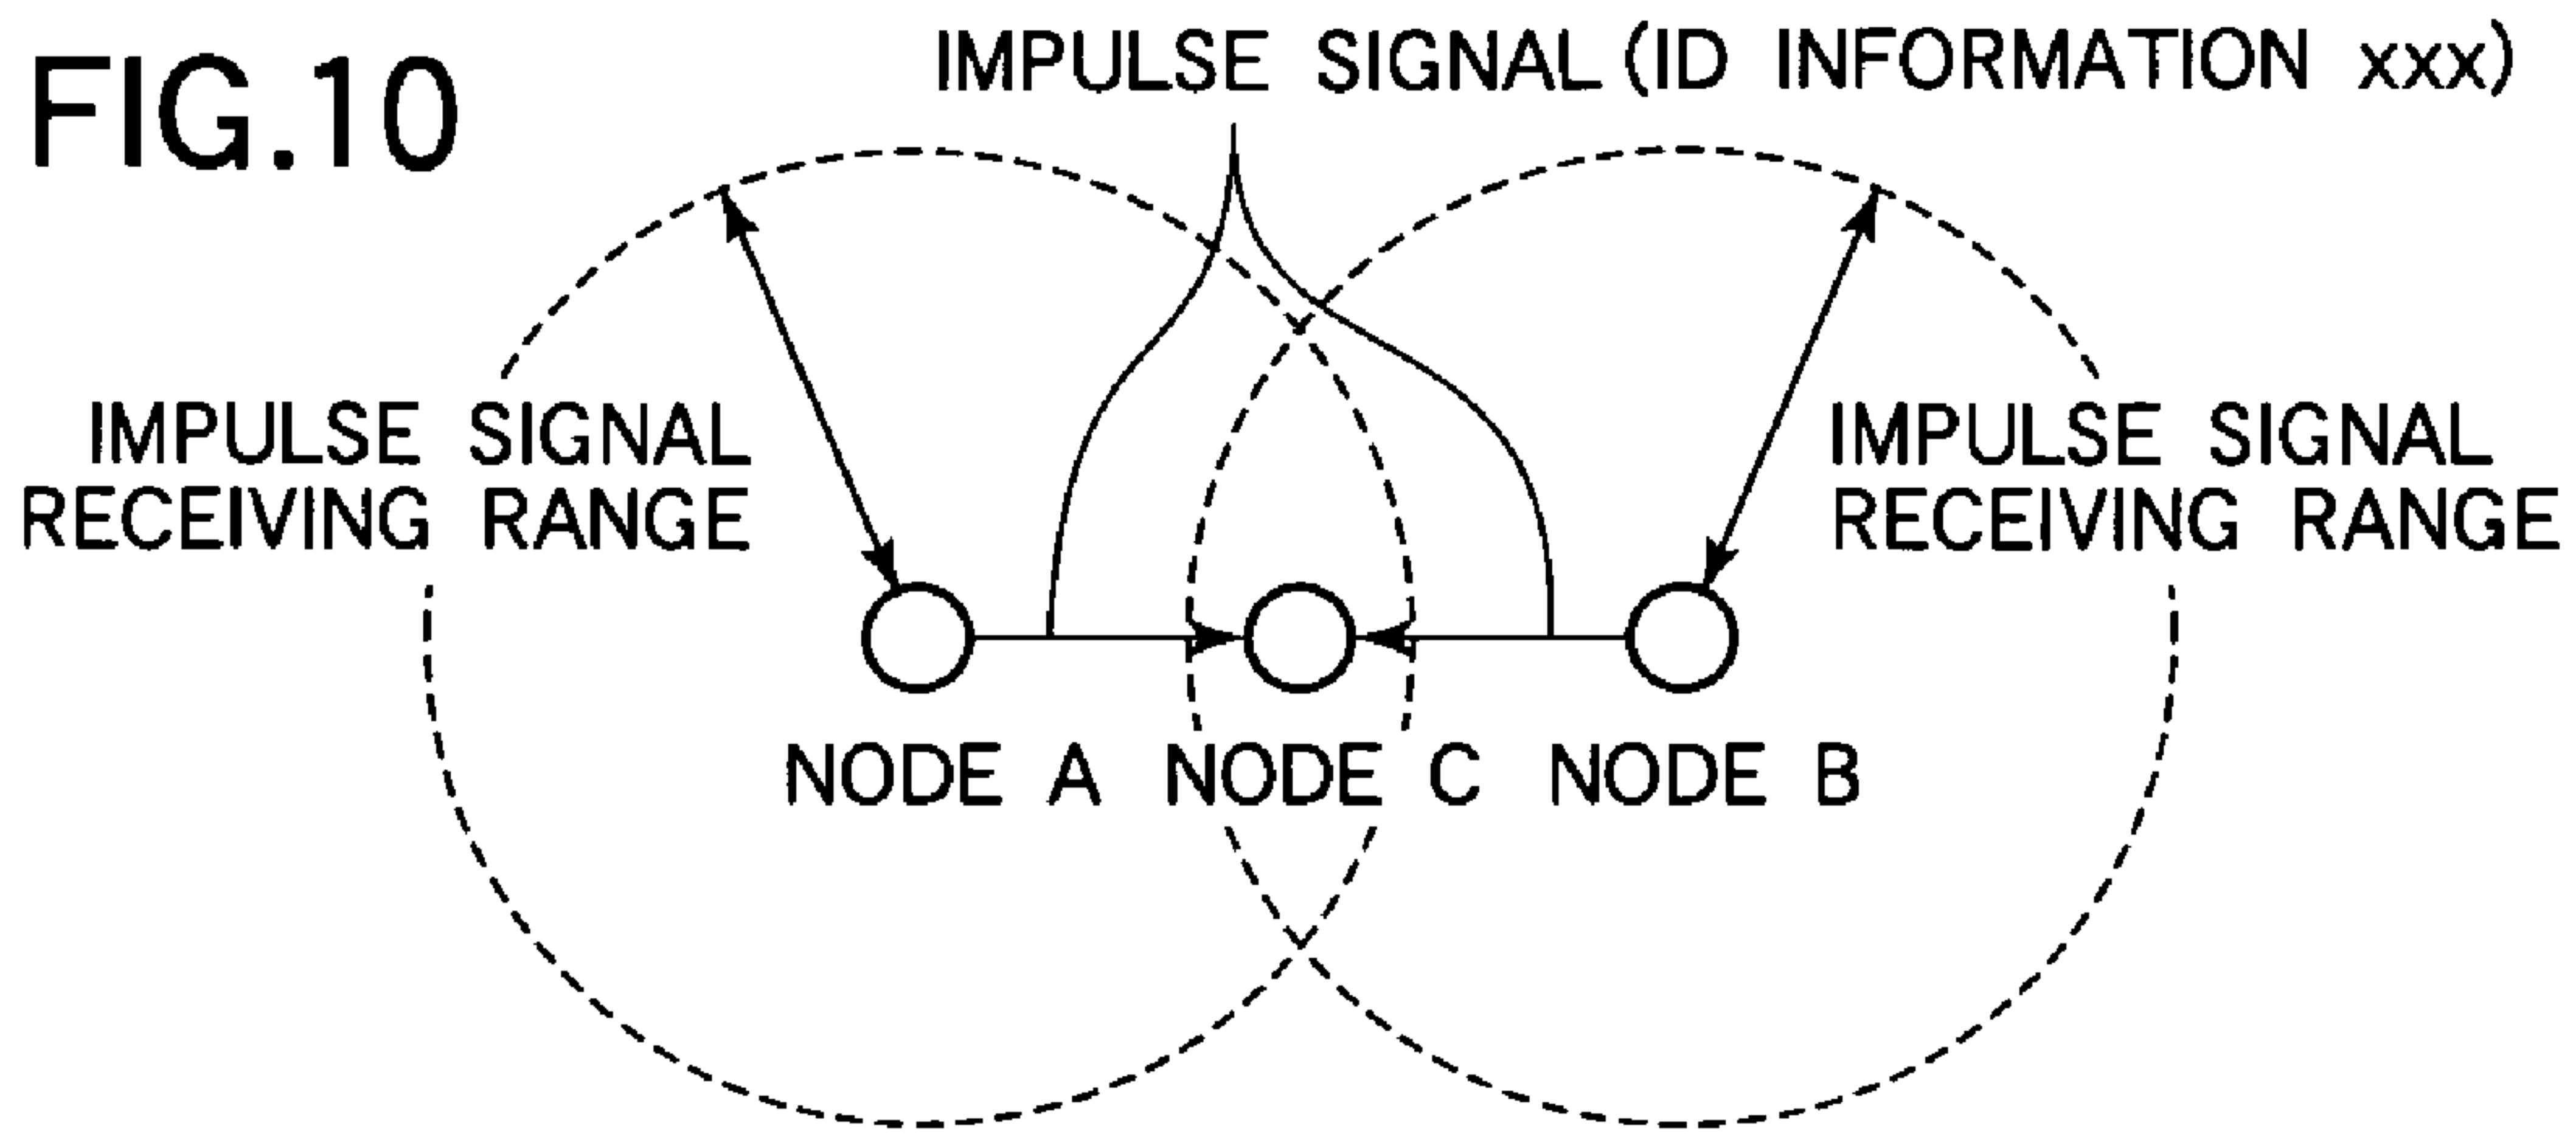 FIG.10
IMPULSE SIGNAL (ID INFORMATION xxx)
IMPULSE SIGNAL
RECEIVING RANGE
IMPULSE SIGNAL
RECEIVING RANGE
NODE A NODE C NODE B